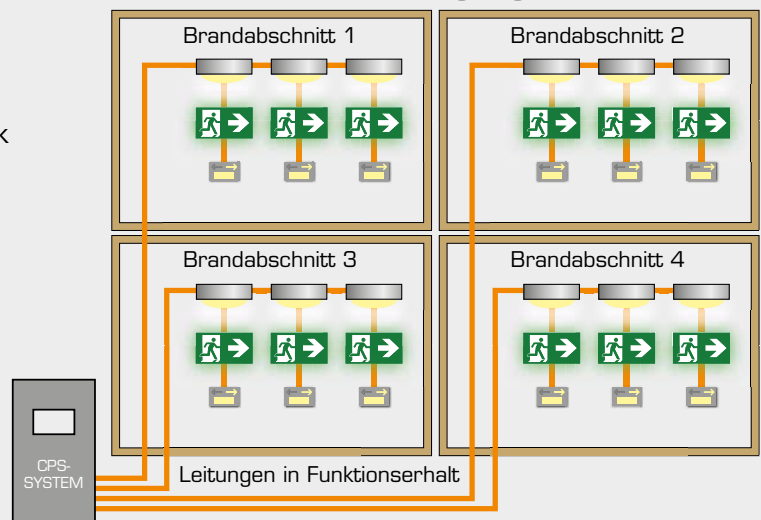 Brandabschnitt 1
Brandabschnitt 2
k
Brandabschnitt 3
Brandabschnitt 4
CPS-
SYSTEM
Leitungen in Funktionserhalt